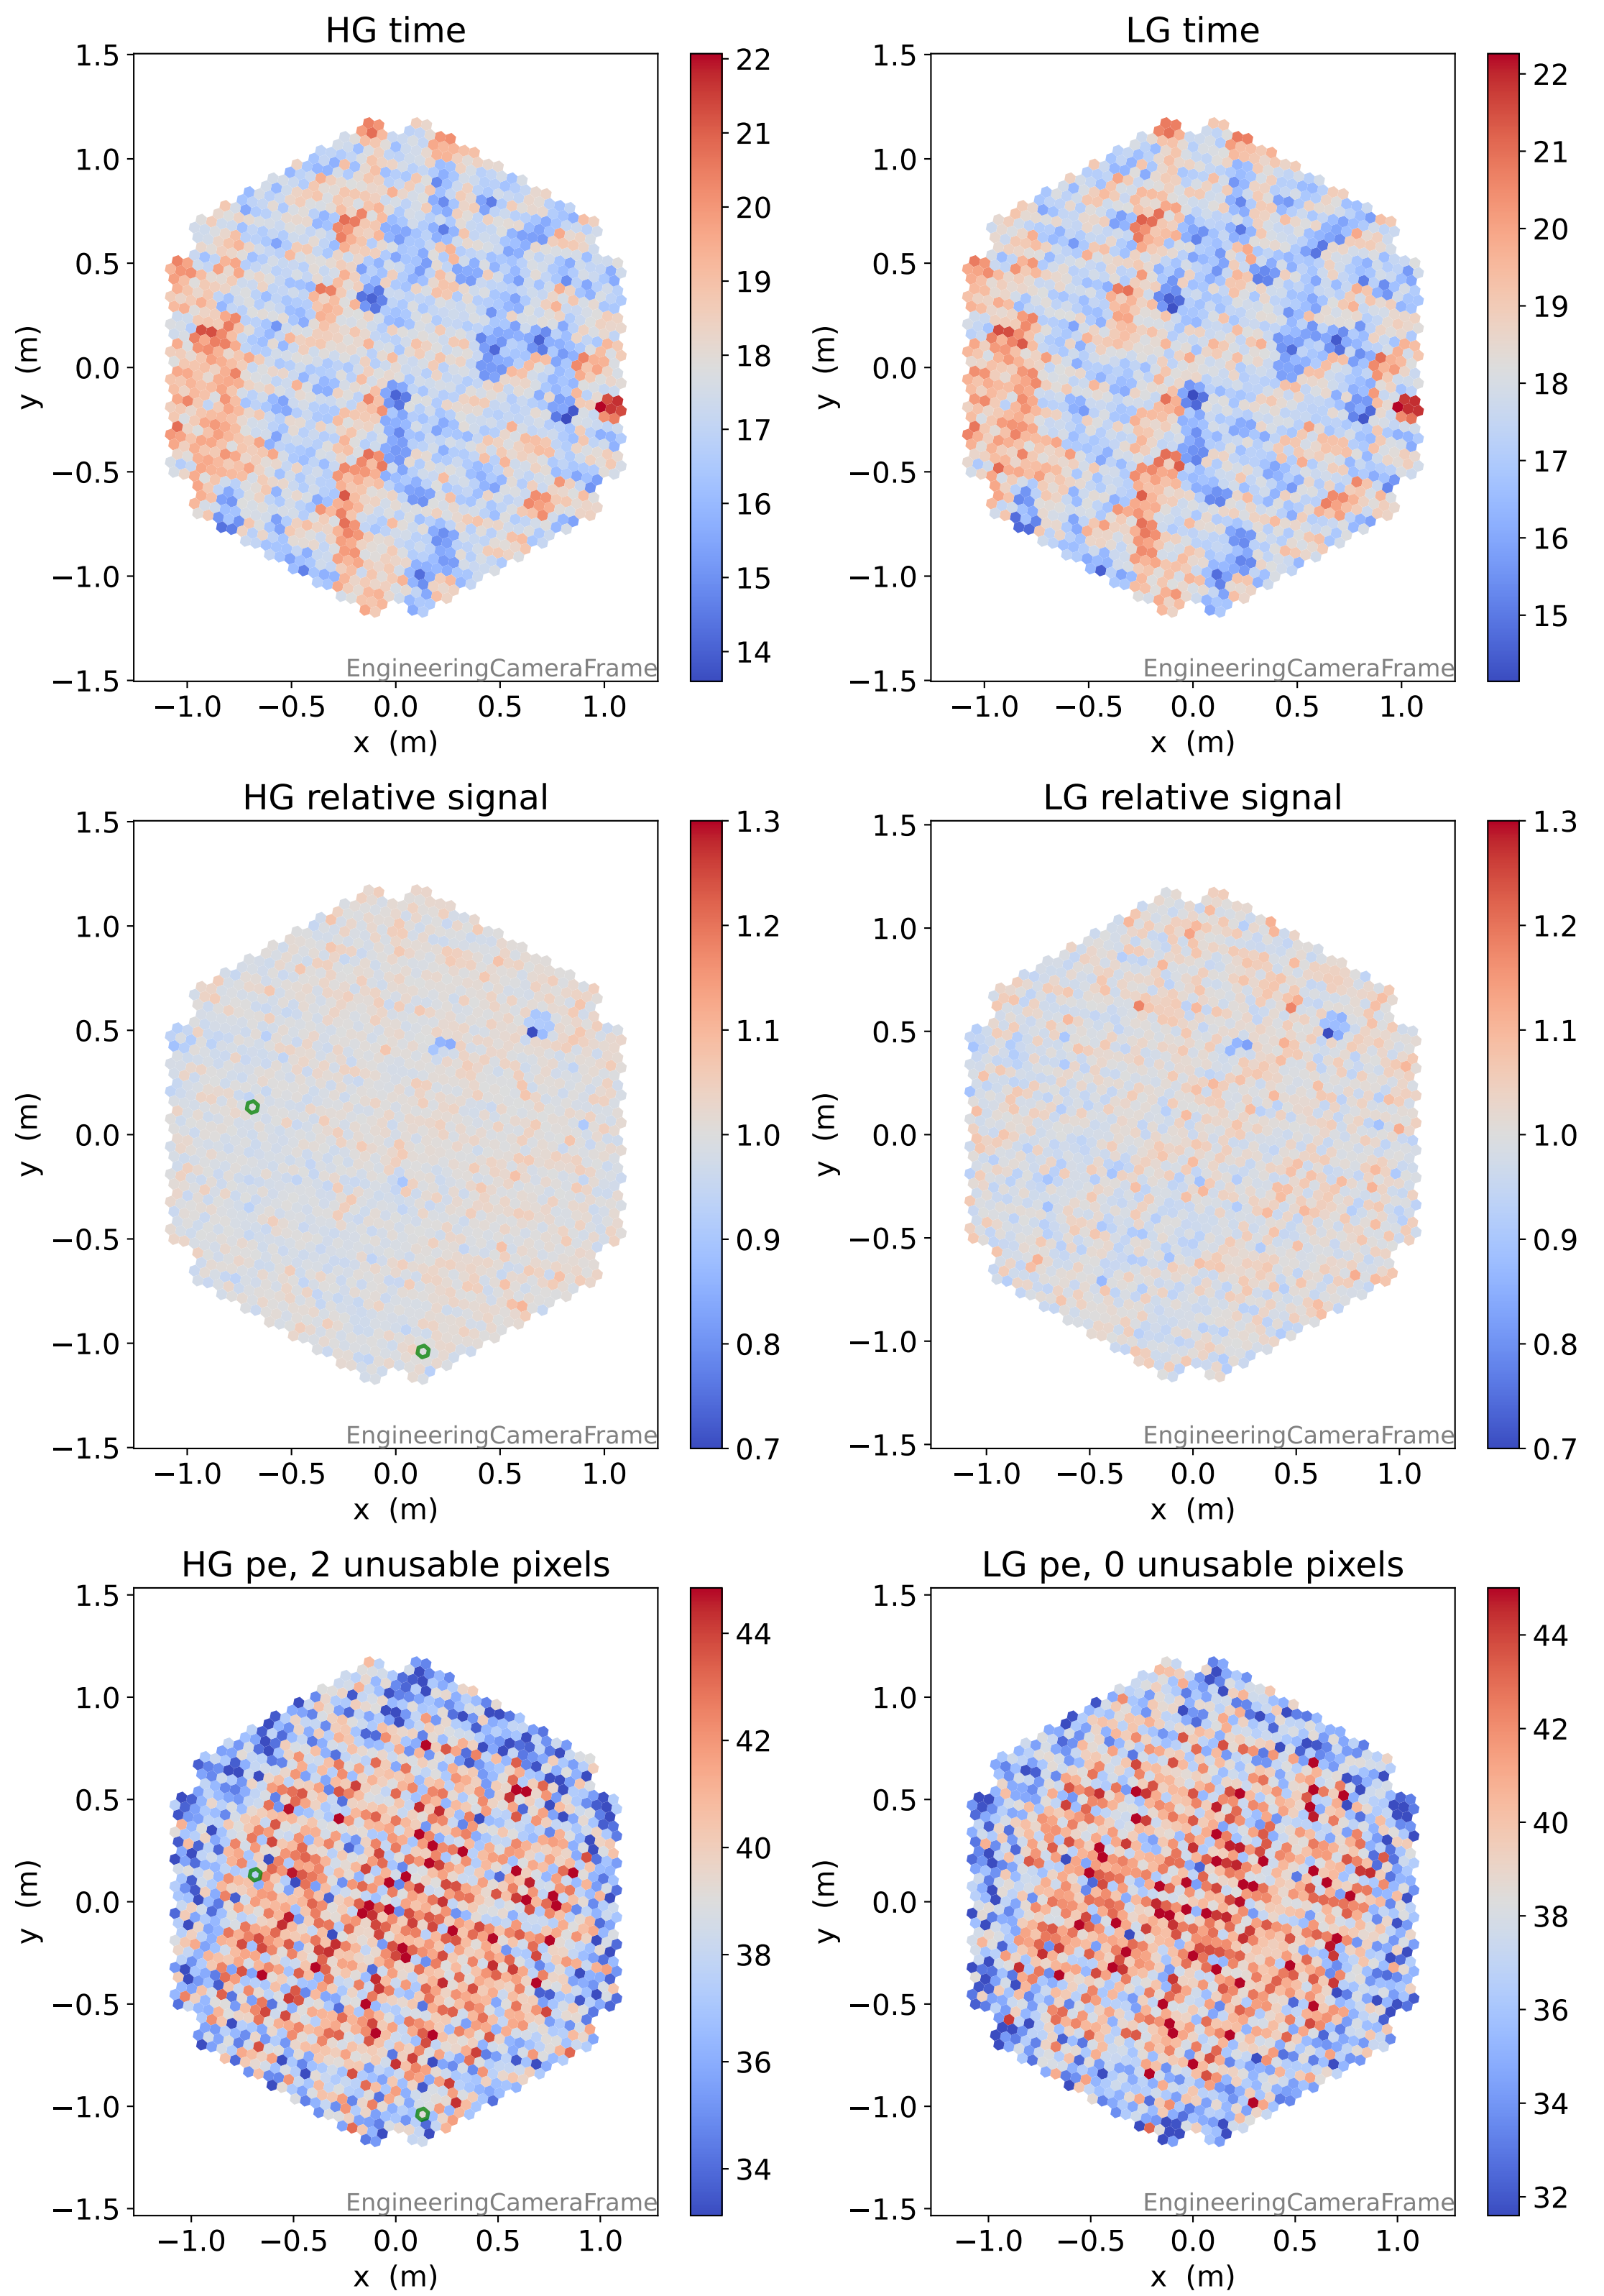 HG time
1.5
1.0
0.5
0.0
−0.5
−1.0
−1.5
y (m)
−1.0 −0.5 0.0 0.5 1.0
x (m)
EngineeringCameraFrame
22
21
20
19
18
17
16
15
14
LG time
1.5
1.0
0.5
0.0
−0.5
−1.0
−1.5
y (m)
−1.0 −0.5 0.0 0.5 1.0
x (m)
EngineeringCameraFrame
22
21
20
19
18
17
16
15
HG relative signal
1.5
1.0
0.5
0.0
−0.5
−1.0
−1.5
y (m)
−1.0 −0.5 0.0 0.5 1.0
x (m)
EngineeringCameraFrame
1.3
1.2
1.1
1.0
0.9
0.8
0.7
LG relative signal
1.5
1.0
0.5
0.0
−0.5
−1.0
−1.5
y (m)
−1.0 −0.5 0.0 0.5 1.0
x (m)
EngineeringCameraFrame
1.3
1.2
1.1
1.0
0.9
0.8
0.7
HG pe, 2 unusable pixels
1.5
1.0
0.5
0.0
−0.5
−1.0
−1.5
y (m)
−1.0 −0.5 0.0 0.5 1.0
x (m)
EngineeringCameraFrame
44
42
40
38
36
34
LG pe, 0 unusable pixels
1.5
1.0
0.5
0.0
−0.5
−1.0
−1.5
y (m)
−1.0 −0.5 0.0 0.5 1.0
x (m)
EngineeringCameraFrame
44
42
40
38
36
34
32